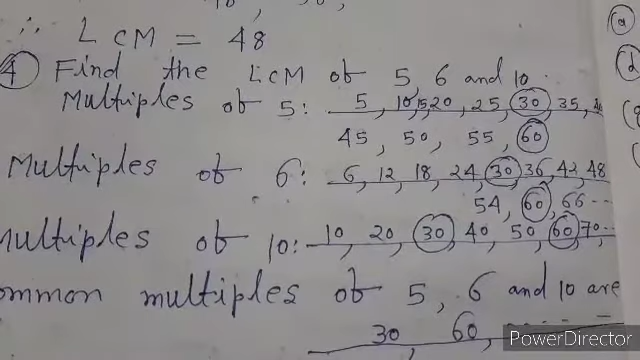 ∴ LCM = 48
④ Find the LCM of 5, 6 and 10.
Multiples of 5: 5, 10, 15, 20, 25, 30, 35, 40
45, 50, 55, 60
Multiples of 6: 6, 12, 18, 24, 30, 36, 42, 48
54, 60, 66...
Multiples of 10: 10, 20, 30, 40, 50, 60, 70...
ommon multiples of 5, 6 and 10 are
30, 60, ......
PowerDirector